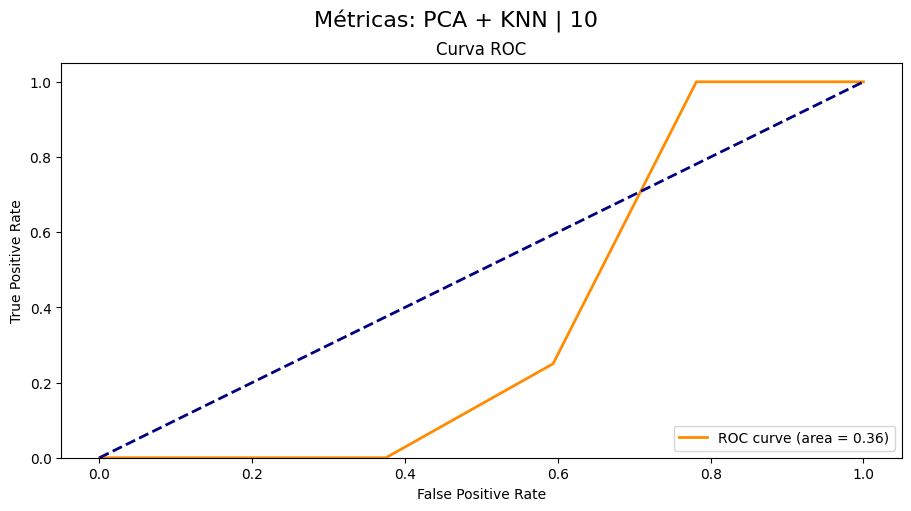 Métricas: PCA + KNN | 10
Curva ROC
1.0
0.8
0.6
0.4
0.2
0.0
True Positive Rate
0.0 0.2 0.4 0.6 0.8 1.0
False Positive Rate
ROC curve (area = 0.36)